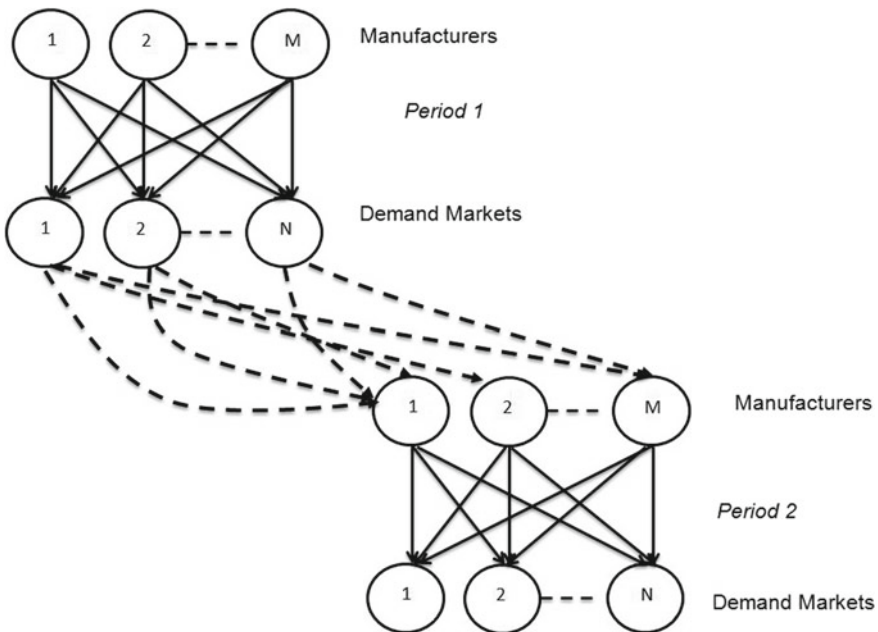 1 2 M Manufacturers
Period 1
1 2 N Demand Markets
1 2 M Manufacturers
Period 2
1 2 N Demand Markets